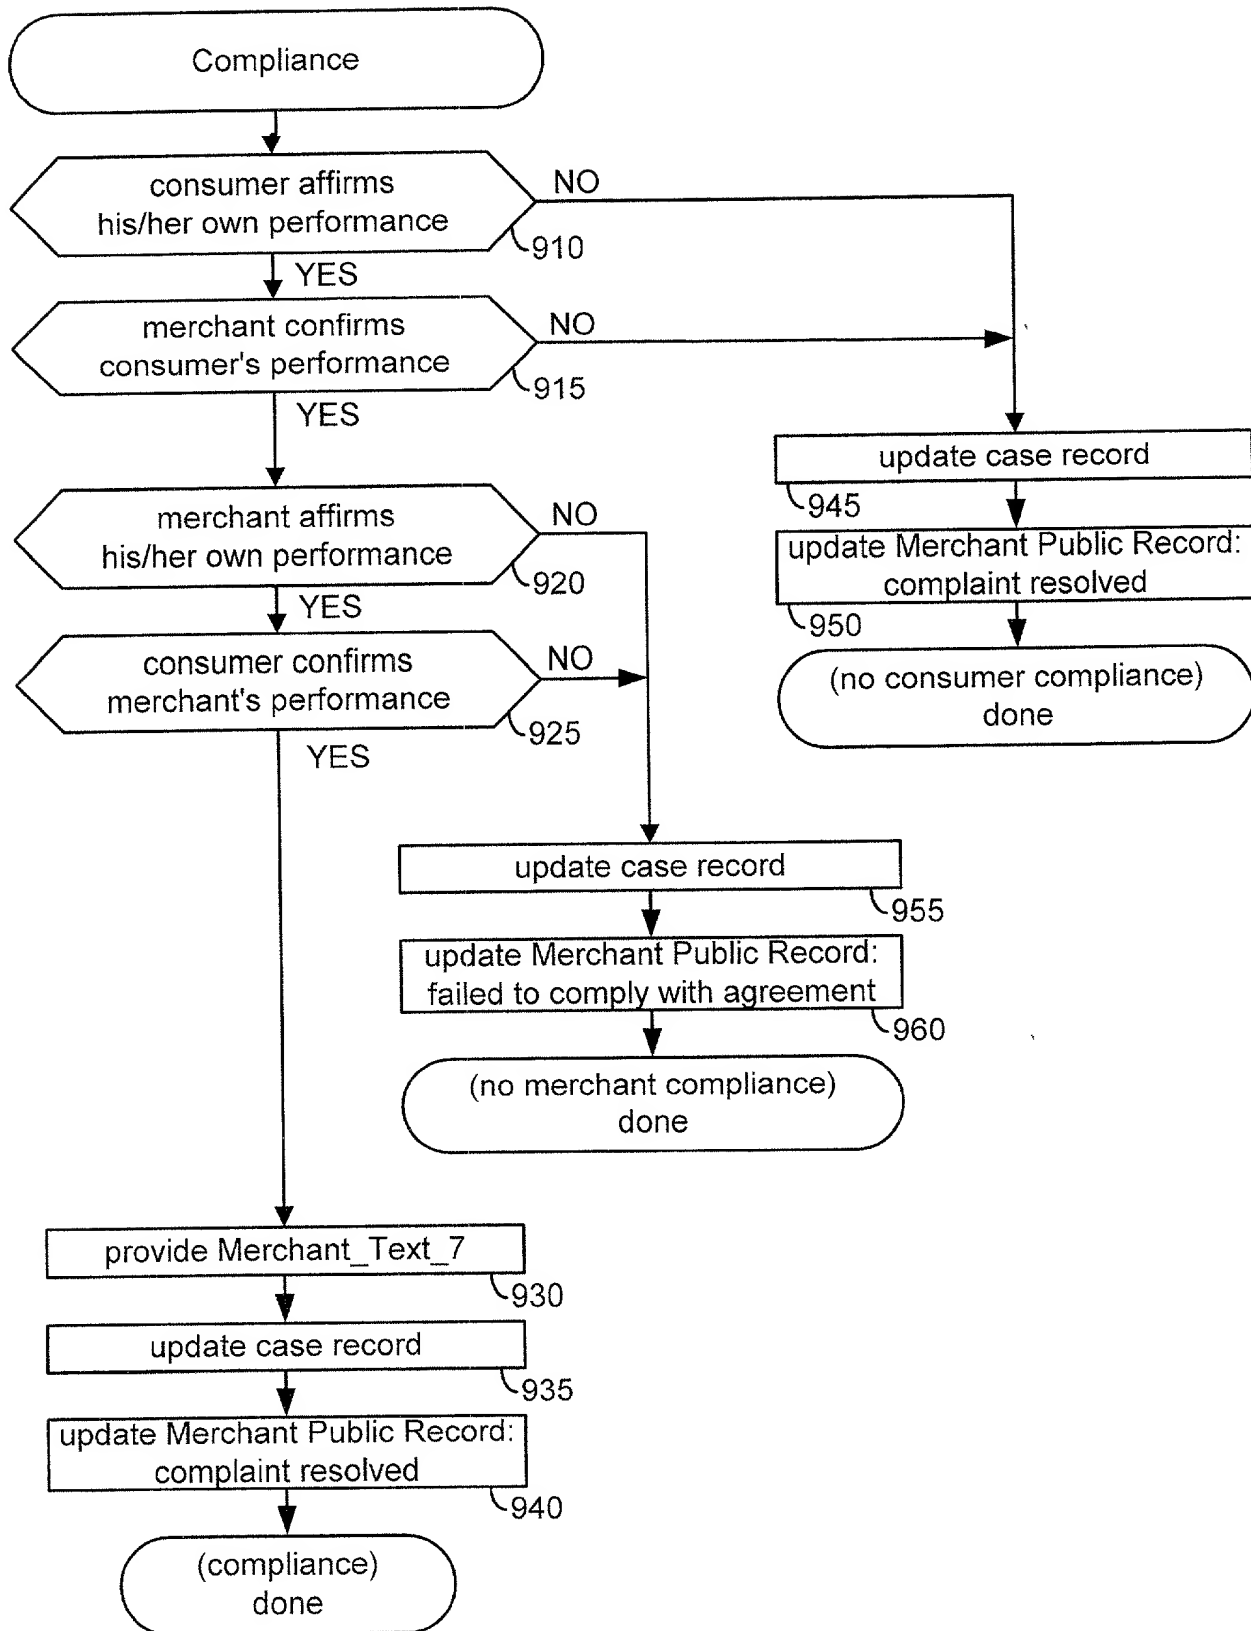 Compliance
consumer affirms
his/her own performance
NO
910
YES
merchant confirms
consumer's performance
NO
915
YES
merchant affirms
his/her own performance
NO
920
YES
consumer confirms
merchant's performance
NO
925
YES
update case record
945
update Merchant Public Record:
complaint resolved
950
(no consumer compliance)
done
update case record
955
update Merchant Public Record:
failed to comply with agreement
960
(no merchant compliance)
done
provide Merchant_Text_7
930
update case record
935
update Merchant Public Record:
complaint resolved
940
(compliance)
done